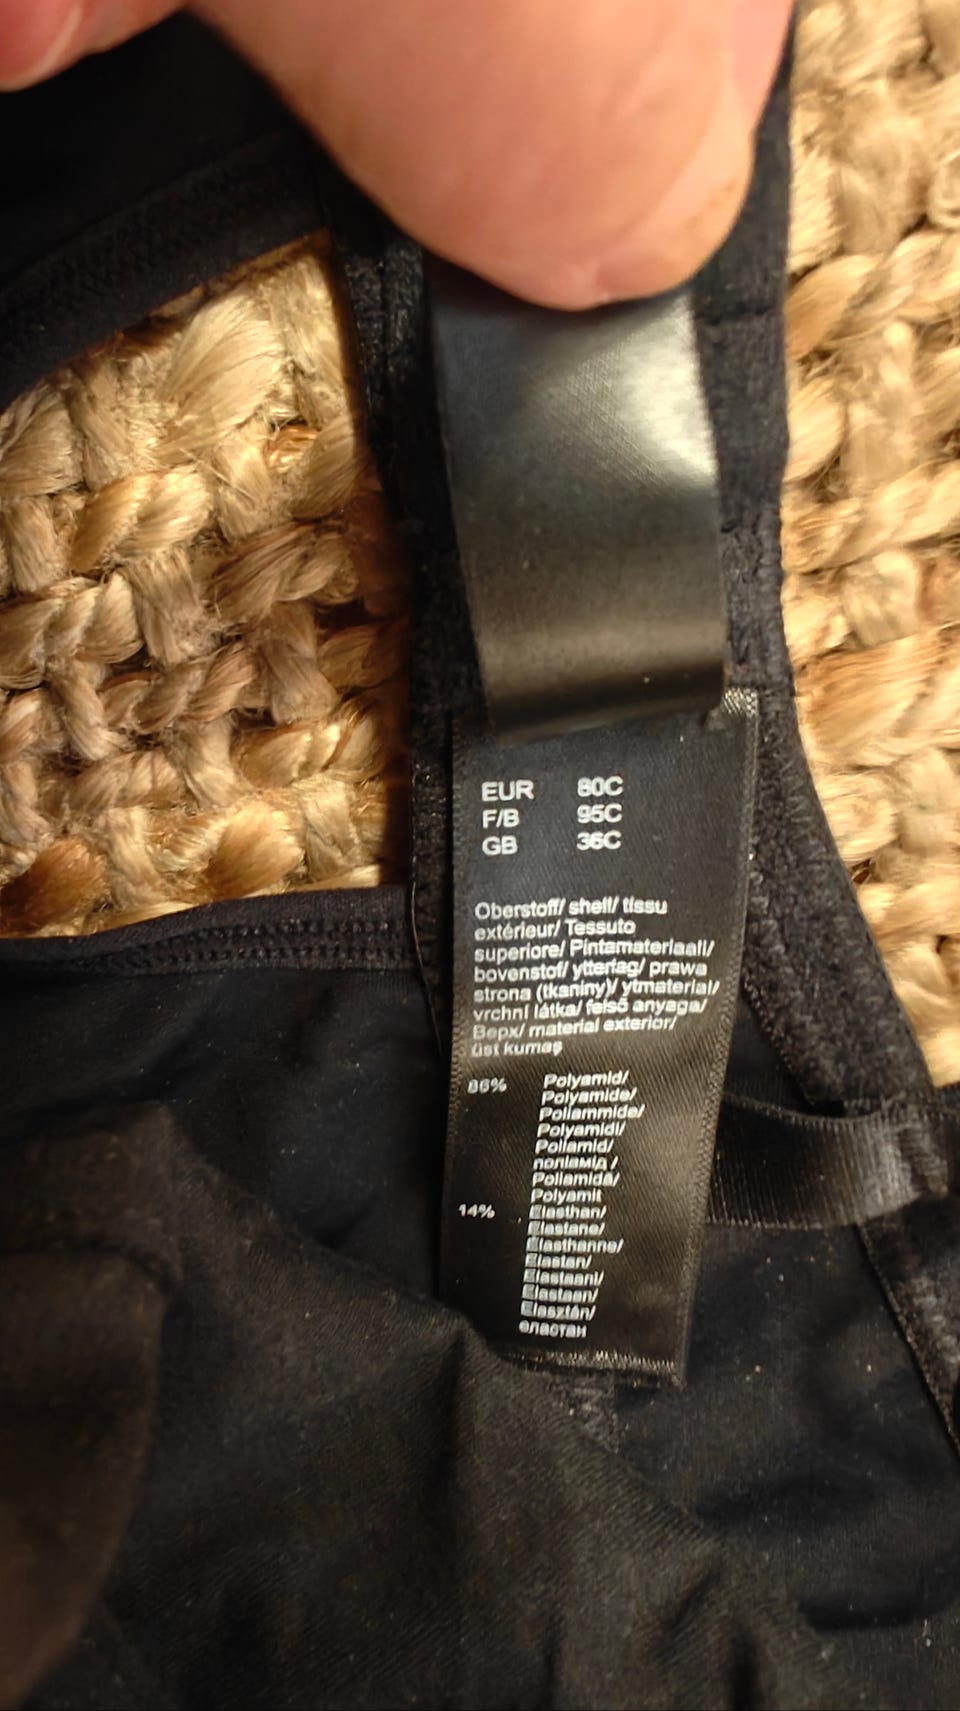 EUR 80C
F/B 95C
GB 36C
Oberstoff/ shell/ tissu
extérieur/ Tessuto
superiore/ Pintamateriaali/
bovenstof/ ytterlag/ prawa
strona (tkaniny)/ ytmaterial/
vrchní látka/ felső anyaga/
Верх/ material exterior/
üst kumaş
86% Polyamid/
Polyamide/
Poliammide/
Polyamidi/
Poliamid/
поліамід /
Poliamida/
Polyamit
14% Elasthan/
Elastane/
Élasthanne/
Elastan/
Elastaani/
Elastaan/
Elasztán/
еластан